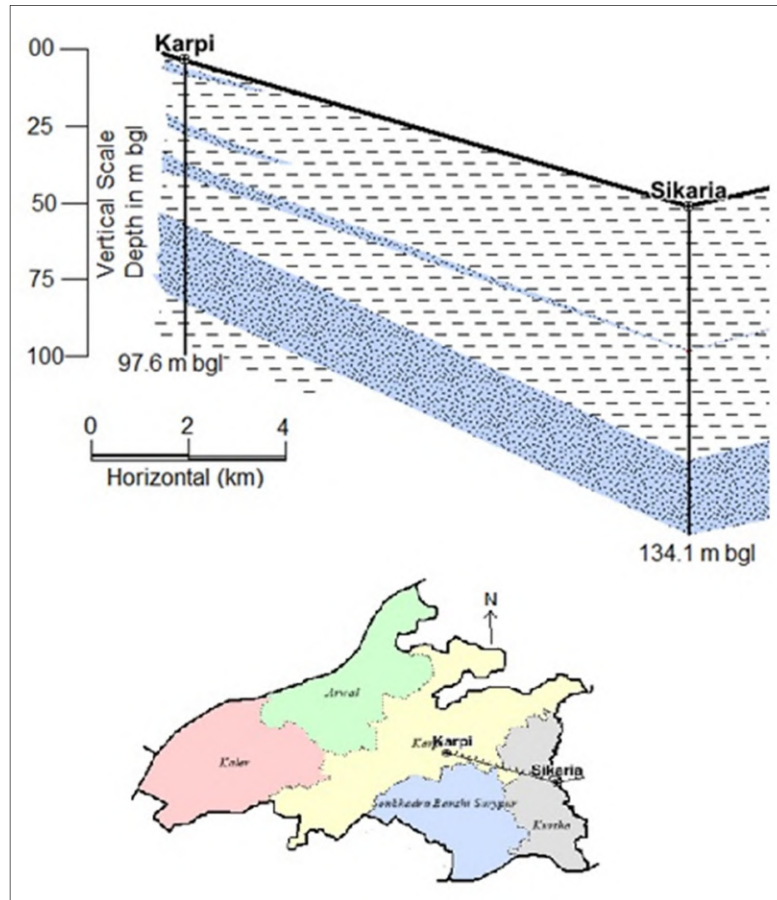 Karpi
00
25
50
75
100
Vertical Scale
Depth in m bgl
Sikaria
97.6 m bgl
0 2 4
Horizontal (km)
134.1 m bgl
N
Arwal
Karpi
Kaler
Sikaria
Sonbhadra Banshi Surypur
Kurtha